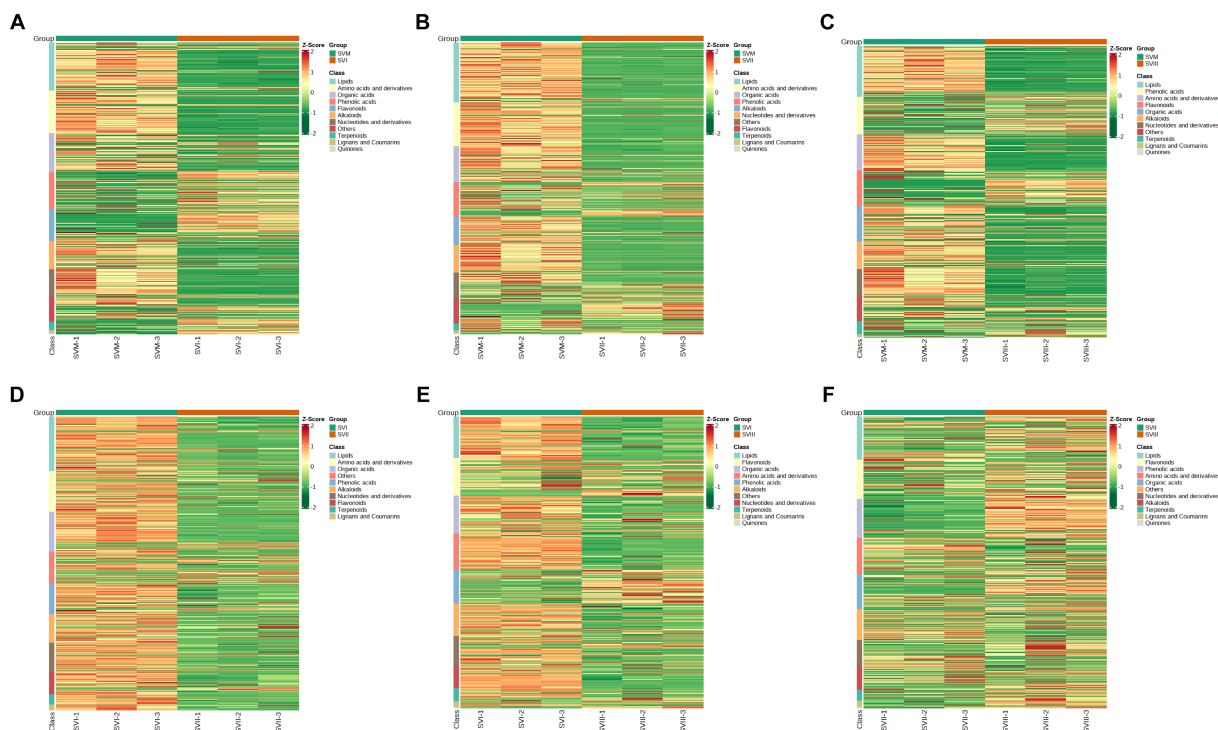 A
Group
SVM-1
SVM-2
SVM-3
SVI-1
SVI-2
SVI-3
Class
Z-Score
2
1
0
-1
-2
Group
SVM
SVI
Class
Lipids
Amino acids and derivatives
Organic acids
Phenolic acids
Flavonoids
Alkaloids
Nucleotides and derivatives
Others
Terpenoids
Lignans and Coumarins
Quinones
B
Group
SVM-1
SVM-2
SVM-3
SVII-1
SVII-2
SVII-3
Class
Z-Score
2
1
0
-1
-2
Group
SVM
SVII
Class
Lipids
Amino acids and derivatives
Organic acids
Phenolic acids
Alkaloids
Nucleotides and derivatives
Others
Flavonoids
Terpenoids
Lignans and Coumarins
Quinones
C
Group
SVM-1
SVM-2
SVM-3
SVIII-1
SVIII-2
SVIII-3
Class
Z-Score
2
1
0
-1
-2
Group
SVM
SVIII
Class
Lipids
Phenolic acids
Amino acids and derivatives
Flavonoids
Organic acids
Alkaloids
Nucleotides and derivatives
Others
Terpenoids
Lignans and Coumarins
Quinones
D
Group
SVI-1
SVI-2
SVI-3
SVII-1
SVII-2
SVII-3
Class
Z-Score
2
1
0
-1
-2
Group
SVI
SVII
Class
Lipids
Amino acids and derivatives
Organic acids
Others
Phenolic acids
Alkaloids
Nucleotides and derivatives
Flavonoids
Terpenoids
Lignans and Coumarins
E
Group
SVI-1
SVI-2
SVI-3
SVIII-1
SVIII-2
SVIII-3
Class
Z-Score
2
1
0
-1
-2
Group
SVI
SVIII
Class
Lipids
Flavonoids
Organic acids
Amino acids and derivatives
Phenolic acids
Alkaloids
Others
Nucleotides and derivatives
Terpenoids
Lignans and Coumarins
Quinones
F
Group
SVII-1
SVII-2
SVII-3
SVIII-1
SVIII-2
SVIII-3
Class
Z-Score
2
1
0
-1
-2
Group
SVII
SVIII
Class
Lipids
Flavonoids
Phenolic acids
Amino acids and derivatives
Organic acids
Others
Nucleotides and derivatives
Alkaloids
Terpenoids
Lignans and Coumarins
Quinones